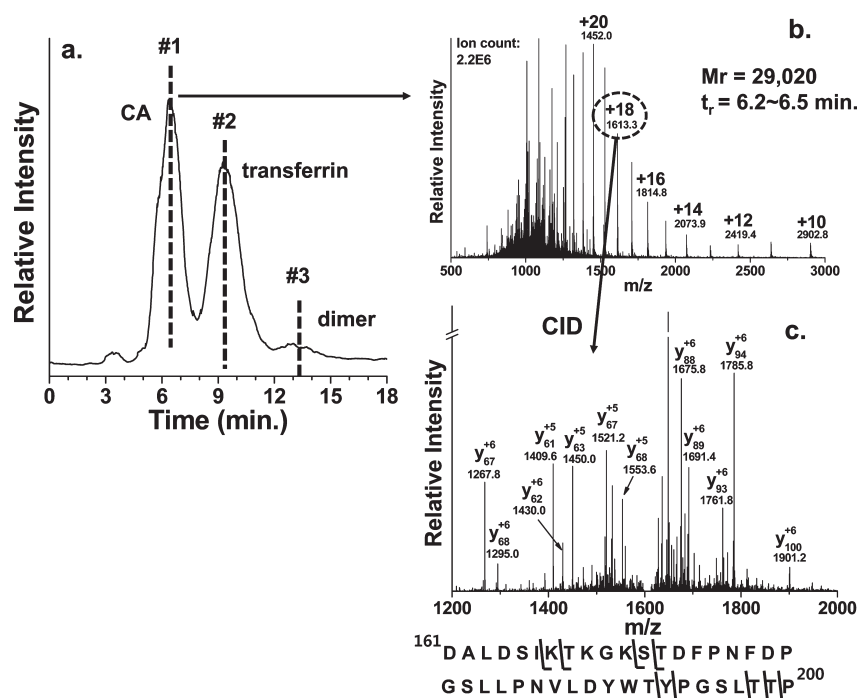 a.
#1
CA
#2
transferrin
#3
dimer
Relative Intensity
0 3 6 9 12 15 18
Time (min.)
b.
Ion count:
2.2E6
+20
1452.0
Mr = 29,020
tr = 6.2~6.5 min.
+18
1613.3
+16
1814.8
+14
2073.9
+12
2419.4
+10
2902.8
Relative Intensity
500 1000 1500 2000 2500 3000
m/z
CID
c.
y88+6
1675.8
y94+6
1785.8
y67+5
1521.2
y61+5
1409.6
y63+5
1450.0
y68+5
1553.6
y67+6
1267.8
y89+6
1691.4
y62+6
1430.0
y93+6
1761.8
y68+6
1295.0
y100+6
1901.2
Relative Intensity
1200 1400 1600 1800 2000
m/z
161 D A L D S I K T K G K S T D F P N F D P
G S L L P N V L D Y W T Y P G S L T T P 200